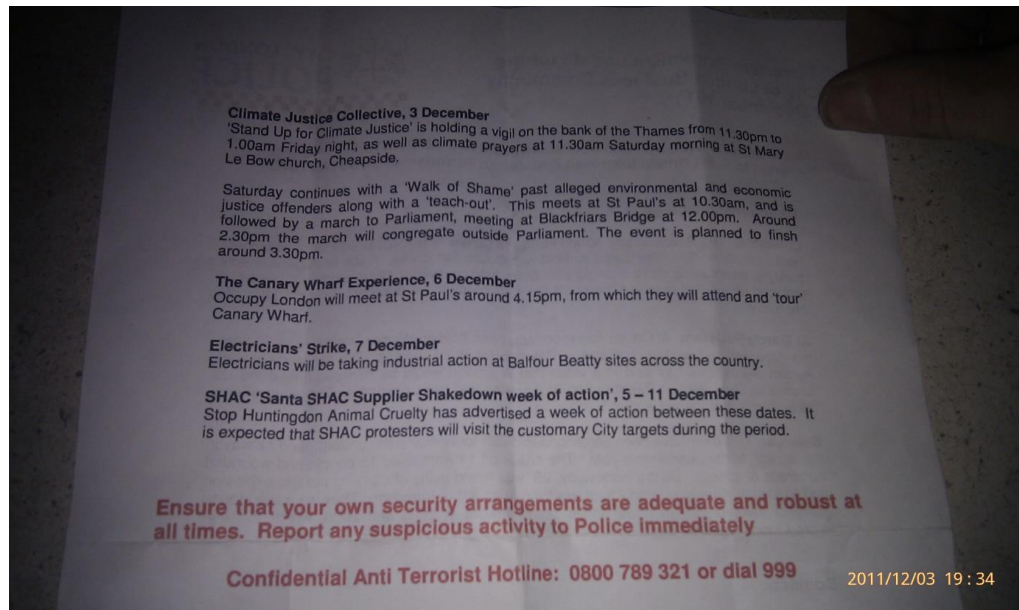 Climate Justice Collective, 3 December
'Stand Up for Climate Justice' is holding a vigil on the bank of the Thames from 11.30pm to
1.00am Friday night, as well as climate prayers at 11.30am Saturday morning at St Mary
Le Bow church, Cheapside.
Saturday continues with a 'Walk of Shame' past alleged environmental and economic
justice offenders along with a 'teach-out'. This meets at St Paul's at 10.30am, and is
followed by a march to Parliament, meeting at Blackfriars Bridge at 12.00pm. Around
2.30pm the march will congregate outside Parliament. The event is planned to finsh
around 3.30pm.
The Canary Wharf Experience, 6 December
Occupy London will meet at St Paul's around 4.15pm, from which they will attend and 'tour'
Canary Wharf.
Electricians' Strike, 7 December
Electricians will be taking industrial action at Balfour Beatty sites across the country.
SHAC 'Santa SHAC Supplier Shakedown week of action', 5 – 11 December
Stop Huntingdon Animal Cruelty has advertised a week of action between these dates. It
is expected that SHAC protesters will visit the customary City targets during the period.
Ensure that your own security arrangements are adequate and robust at
all times. Report any suspicious activity to Police immediately
Confidential Anti Terrorist Hotline: 0800 789 321 or dial 999
2011/12/03 19:34